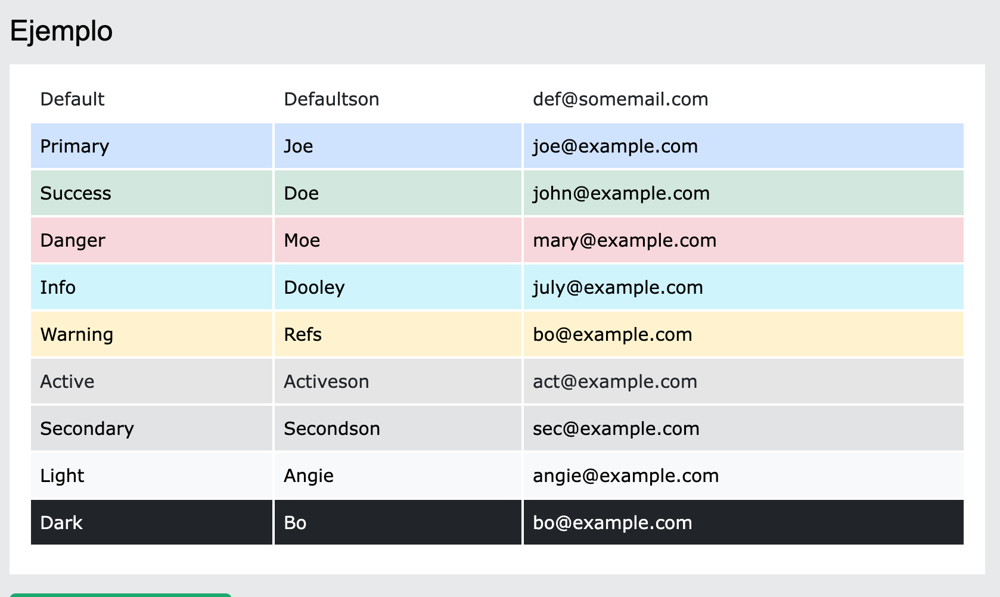 Ejemplo
Default Defaultson def@somemail.com
Primary Joe joe@example.com
Success Doe john@example.com
Danger Moe mary@example.com
Info Dooley july@example.com
Warning Refs bo@example.com
Active Activeson act@example.com
Secondary Secondson sec@example.com
Light Angie angie@example.com
Dark Bo bo@example.com